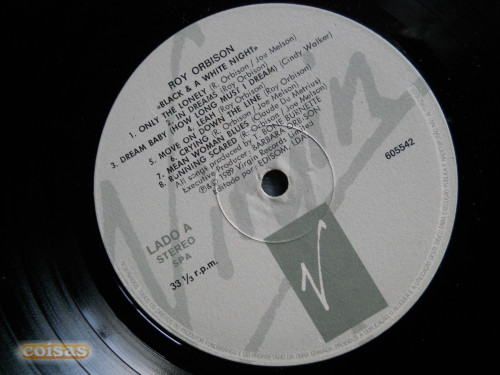 ROY ORBISON
«BLACK & A WHITE NIGHT»
1. ONLY THE LONELY (R. Orbison / Joe Melson)
2. IN DREAMS (Roy Orbison)
3. DREAM BABY (HOW LONG MUST I DREAM) (Cindy Walker)
4. LEAH (Roy Orbison)
5. MOVE ON DOWN THE LINE (Roy Orbison)
6. CRYING (R. Orbison / Joe Melson)
7. MEAN WOMAN BLUES (Claude De Metrius)
8. RUNNING SCARED (R. Orbison / Joe Melson)
All songs produced by T-BONE BURNETTE
Executive Producer: BARBARA ORBISON
℗ & © 1989 Virgin Records
Editado por: EDISOM, LDA.
605542
LADO A
STEREO
SPA
33 1/3 r.p.m.
Virgin
coisas